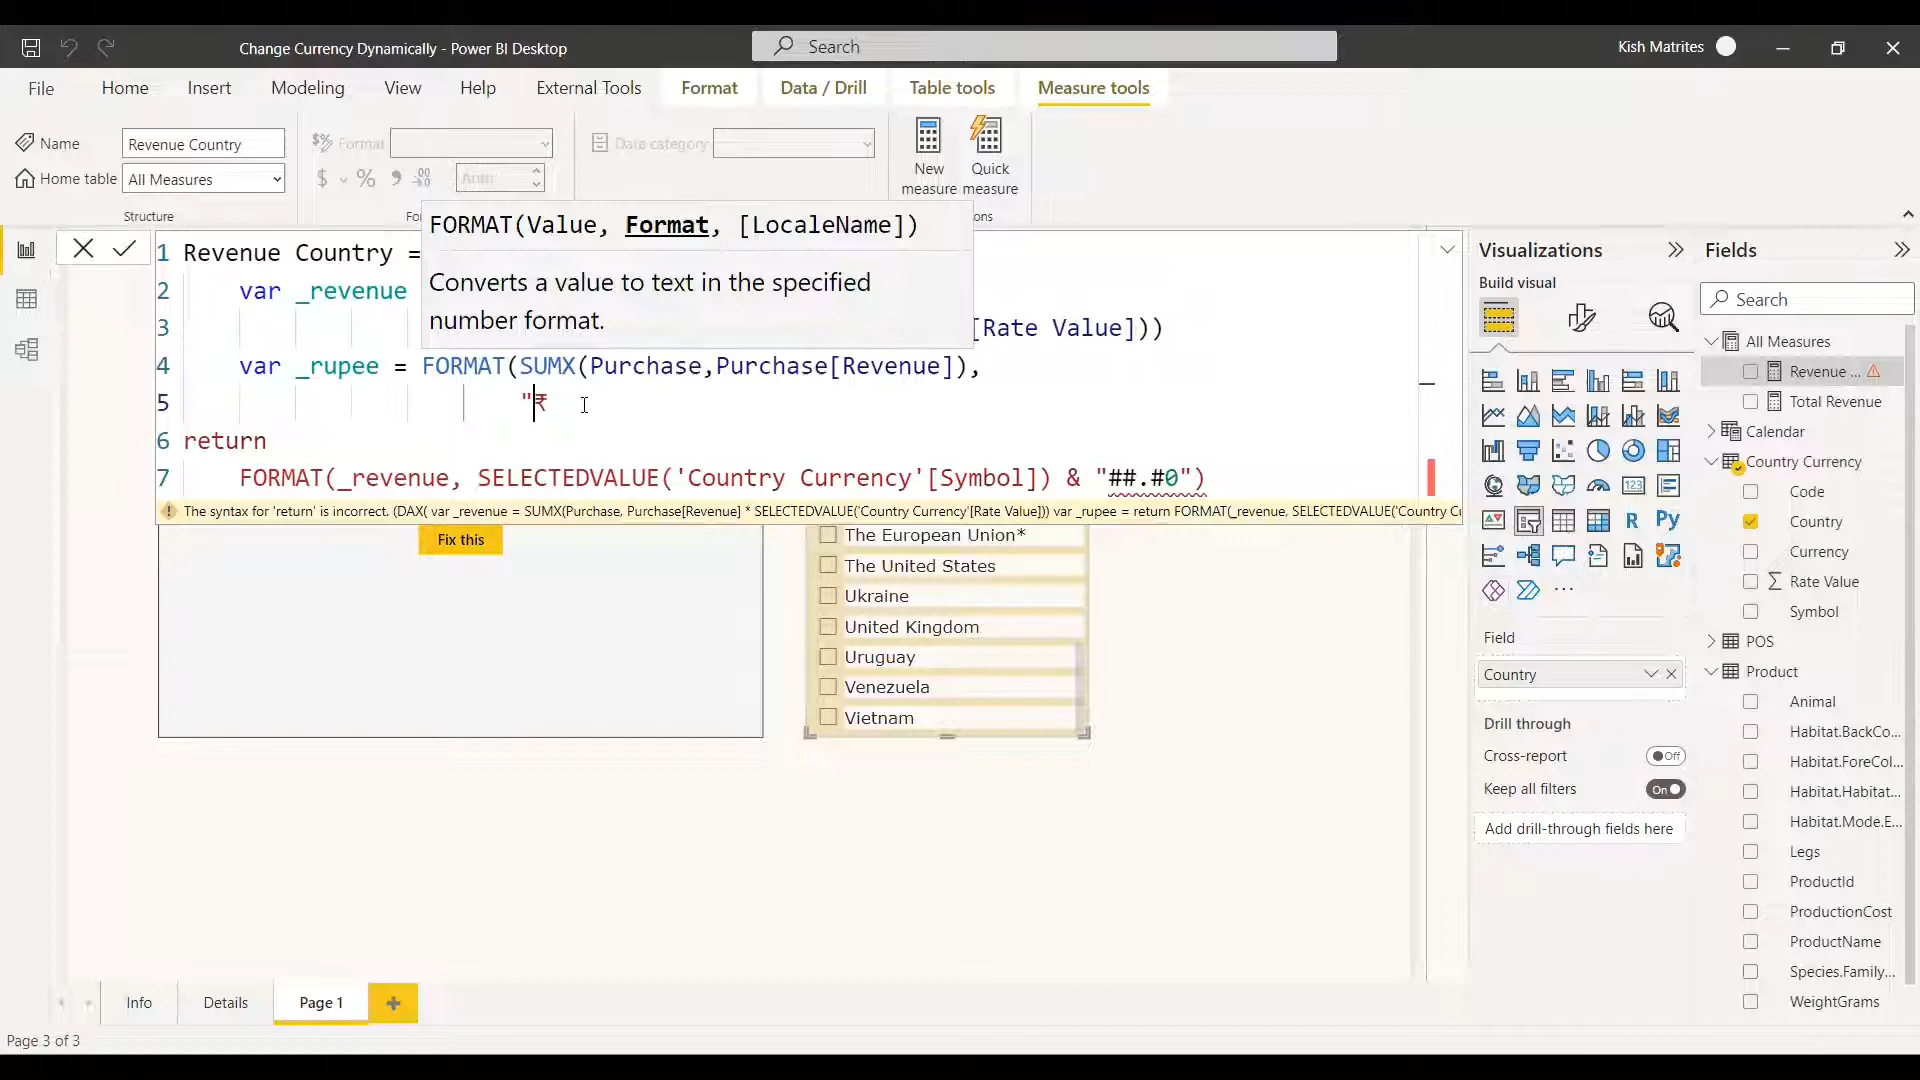 Change Currency Dynamically - Power BI Desktop
Search
Kish Matrites
File Home Insert Modeling View Help External Tools Format Data / Drill Table tools Measure tools
Name Revenue Country
Home table All Measures
Structure
Format
Data category
$ % 9 .00
Auto
New measure
Quick measure
FORMAT(Value, Format, [LocaleName])
Converts a value to text in the specified
number format.
1 Revenue Country =
2 var _revenue
3 [Rate Value]))
4 var _rupee = FORMAT(SUMX(Purchase,Purchase[Revenue]),
5 "₹
6 return
7 FORMAT(_revenue, SELECTEDVALUE('Country Currency'[Symbol]) & "##.#0")
The syntax for 'return' is incorrect. (DAX( var _revenue = SUMX(Purchase, Purchase[Revenue] * SELECTEDVALUE('Country Currency'[Rate Value])) var _rupee = return FORMAT(_revenue, SELECTEDVALUE('Country Cu
Fix this
The European Union*
The United States
Ukraine
United Kingdom
Uruguay
Venezuela
Vietnam
Visualizations
Build visual
123
R
Py
...
Field
Country
Drill through
Cross-report
Off
Keep all filters
On
Add drill-through fields here
Fields
Search
All Measures
Revenue ...
Total Revenue
Calendar
Country Currency
Code
Country
Currency
Rate Value
Symbol
POS
Product
Animal
Habitat.BackCo...
Habitat.ForeCol...
Habitat.Habitat...
Habitat.Mode.E...
Legs
ProductId
ProductionCost
ProductName
Species.Family...
WeightGrams
Info
Details
Page 1
+
Page 3 of 3